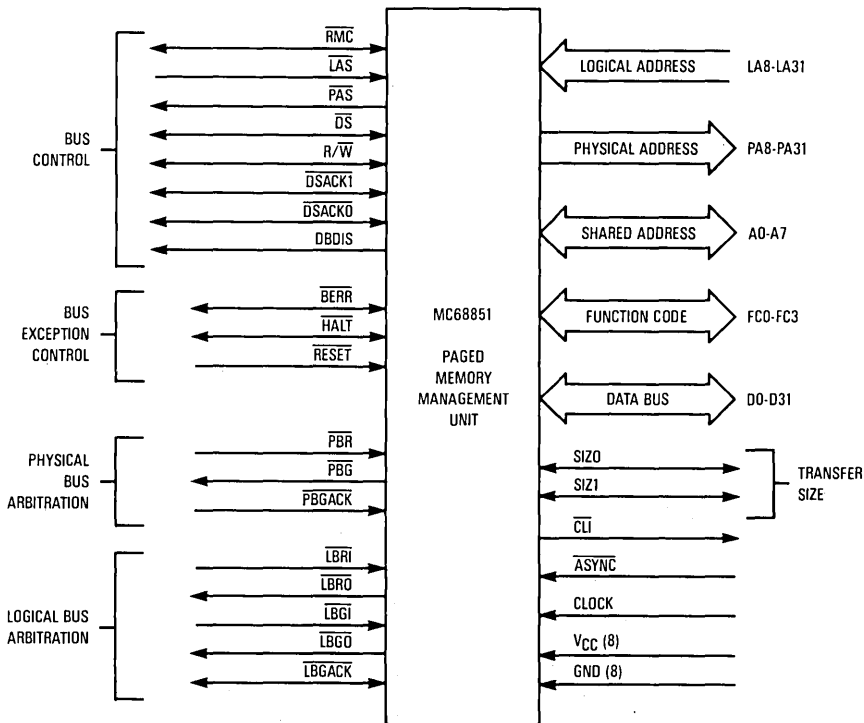 RMC
LAS
PAS
DS
R/W
DSACK1
DSACK0
DBDIS
BUS
CONTROL
BERR
HALT
RESET
BUS
EXCEPTION
CONTROL
PBR
PBG
PBGACK
PHYSICAL
BUS
ARBITRATION
LBRI
LBRO
LBGI
LBGO
LBGACK
LOGICAL BUS
ARBITRATION
MC68851
PAGED
MEMORY
MANAGEMENT
UNIT
LOGICAL ADDRESS LA8-LA31
PHYSICAL ADDRESS PA8-PA31
SHARED ADDRESS A0-A7
FUNCTION CODE FC0-FC3
DATA BUS D0-D31
SIZ0
SIZ1
TRANSFER
SIZE
CLI
ASYNC
CLOCK
VCC (8)
GND (8)